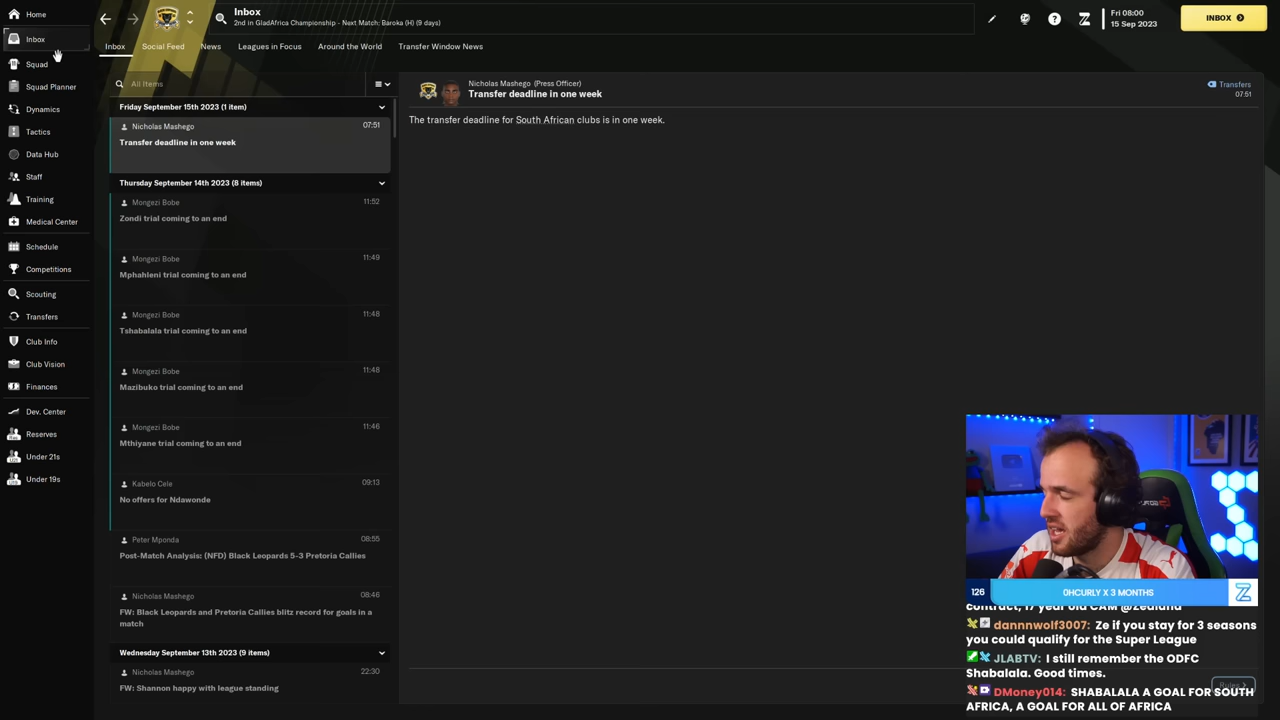 Home
Inbox
Squad
Squad Planner
Dynamics
Tactics
Data Hub
Staff
Training
Medical Center
Schedule
Competitions
Scouting
Transfers
Club Info
Club Vision
Finances
Dev. Center
Reserves
Under 21s
Under 19s
Inbox
2nd in GladAfrica Championship - Next Match: Baroka (H) (9 days)
Fri 08:00
15 Sep 2023
INBOX
Inbox Social Feed News Leagues in Focus Around the World Transfer Window News
All Items
Friday September 15th 2023 (1 item)
Nicholas Mashego 07:51
Transfer deadline in one week
Thursday September 14th 2023 (8 items)
Mongezi Bobe 11:52
Zondi trial coming to an end
Mongezi Bobe 11:49
Mphahleni trial coming to an end
Mongezi Bobe 11:48
Tshabalala trial coming to an end
Mongezi Bobe 11:48
Mazibuko trial coming to an end
Mongezi Bobe 11:46
Mthiyane trial coming to an end
Kabelo Cele 09:13
No offers for Ndawonde
Peter Mponda 08:55
Post-Match Analysis: (NFD) Black Leopards 5-3 Pretoria Callies
Nicholas Mashego 08:46
FW: Black Leopards and Pretoria Callies blitz record for goals in a
match
Wednesday September 13th 2023 (9 items)
Nicholas Mashego 22:30
FW: Shannon happy with league standing
Nicholas Mashego (Press Officer)
Transfer deadline in one week
Transfers
07:51
The transfer deadline for South African clubs is in one week.
Rules
126 0HCURLY X 3 MONTHS
contract, 17 year old CAM @Zealand
dannnwolf3007: Ze if you stay for 3 seasons
you could qualify for the Super League
JLABTV: I still remember the ODFC
Shabalala. Good times.
DMoney014: SHABALALA A GOAL FOR SOUTH
AFRICA, A GOAL FOR ALL OF AFRICA